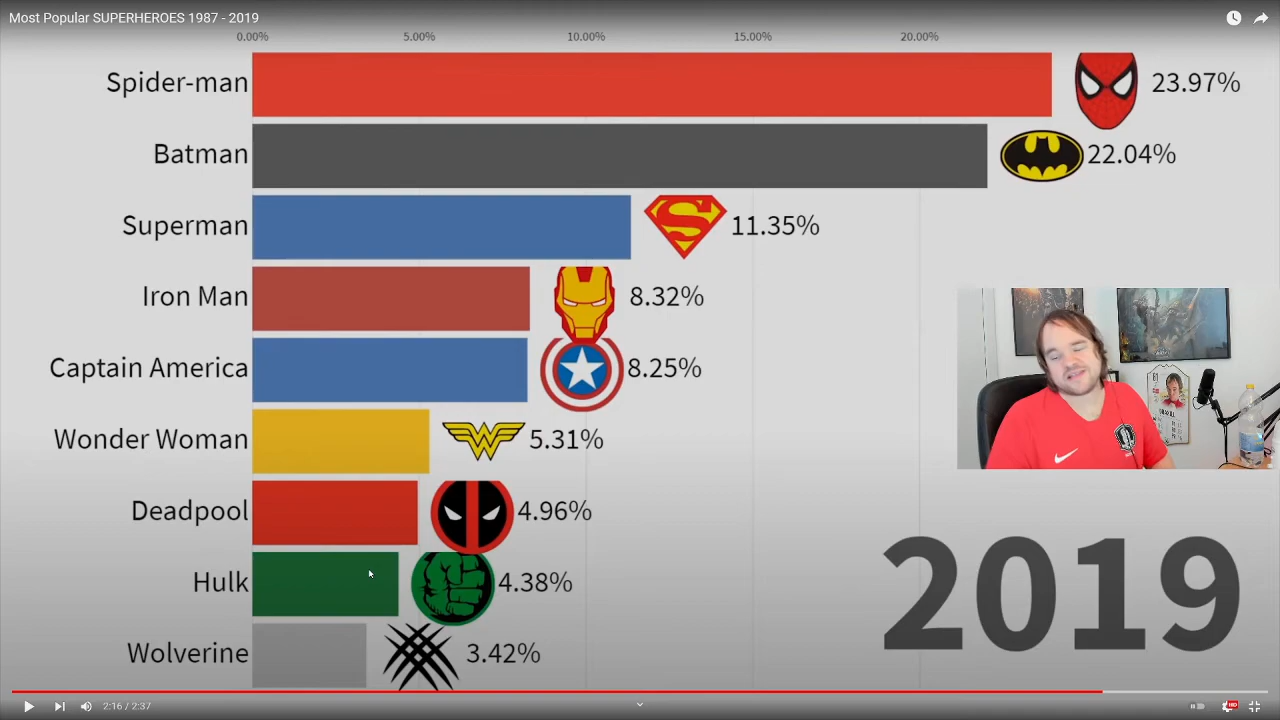 Most Popular SUPERHEROES 1987 - 2019
0.00% 5.00% 10.00% 15.00% 20.00%
Spider-man 23.97%
Batman 22.04%
Superman 11.35%
Iron Man 8.32%
Captain America 8.25%
Wonder Woman 5.31%
Deadpool 4.96%
Hulk 4.38%
Wolverine 3.42%
2019
2:16 / 2:37
HD